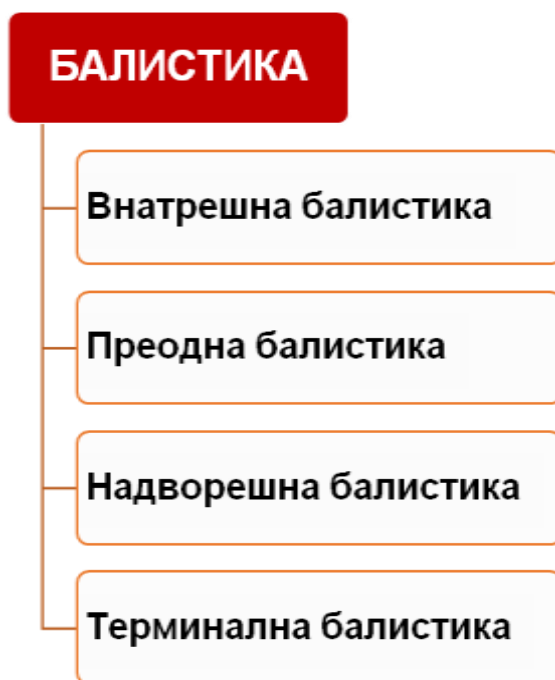 БАЛИСТИКА
Внатрешна балистика
Преодна балистика
Надворешна балистика
Терминална балистика